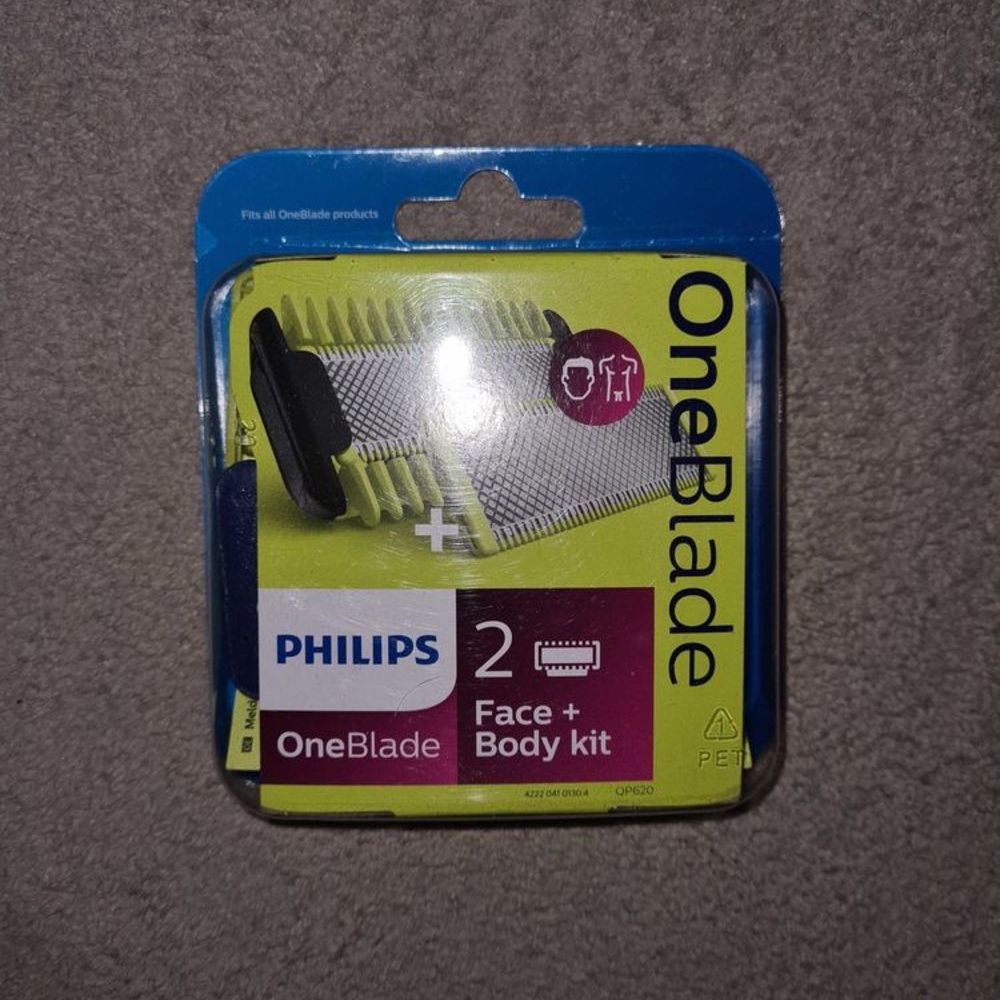 Fits all OneBlade products
OneBlade
PHILIPS
OneBlade
2
Face +
Body kit
4222 041 0130 4
QP620
1
PET